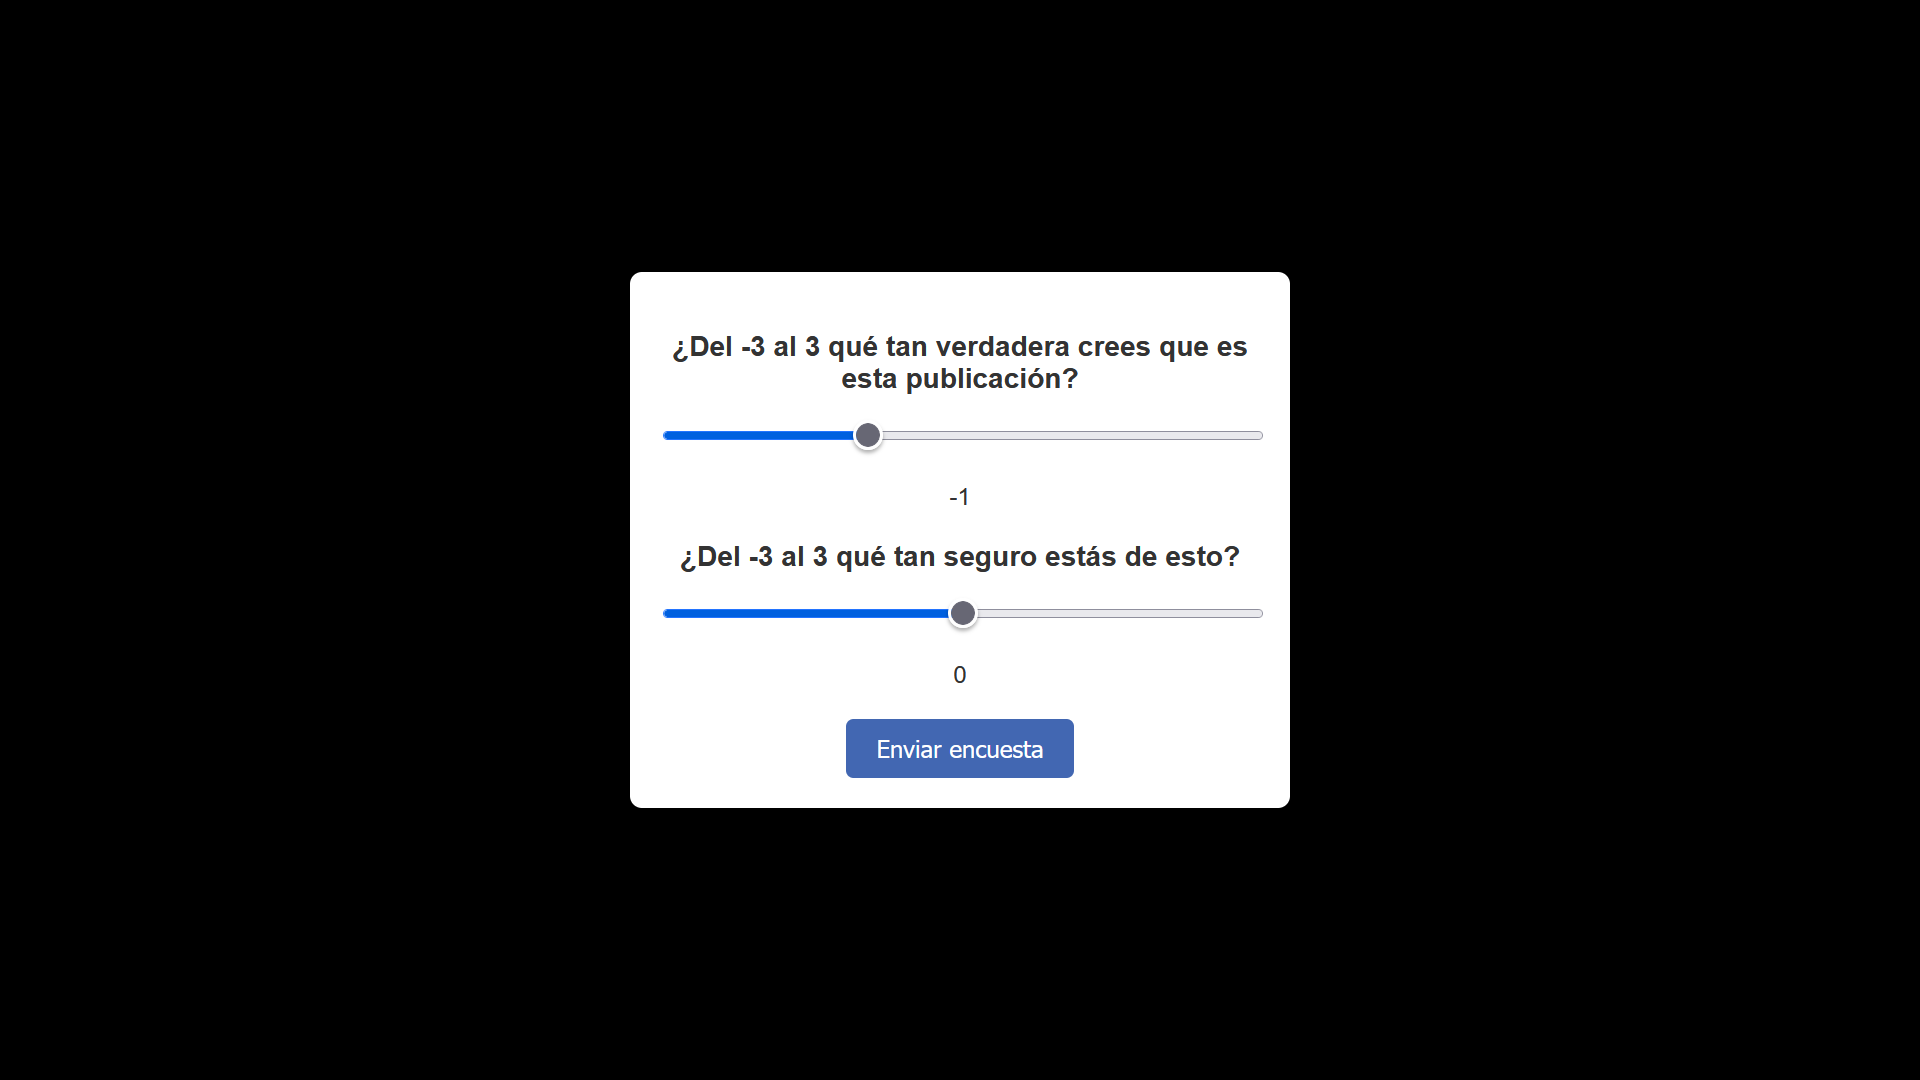 ¿Del -3 al 3 qué tan verdadera crees que es
esta publicación?
-1
¿Del -3 al 3 qué tan seguro estás de esto?
0
Enviar encuesta